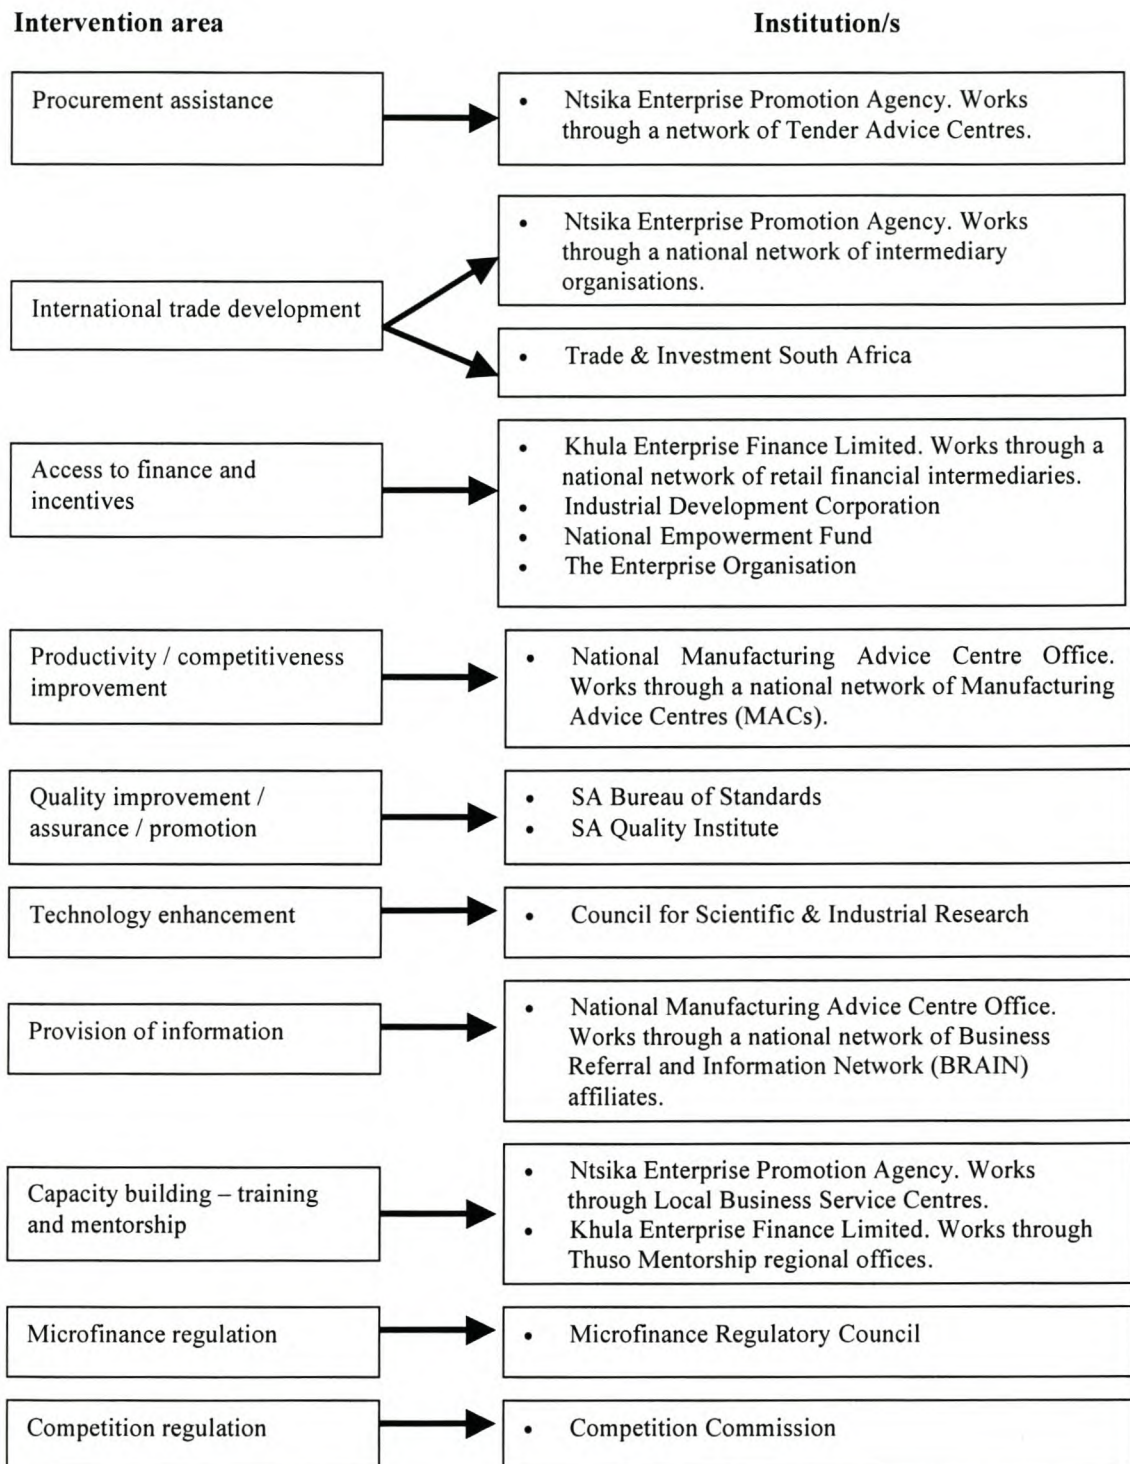 Intervention area
Institution/s
Procurement assistance
• Ntsika Enterprise Promotion Agency. Works
through a network of Tender Advice Centres.
International trade development
• Ntsika Enterprise Promotion Agency. Works
through a national network of intermediary
organisations.
• Trade & Investment South Africa
Access to finance and
incentives
• Khula Enterprise Finance Limited. Works through a
national network of retail financial intermediaries.
• Industrial Development Corporation
• National Empowerment Fund
• The Enterprise Organisation
Productivity / competitiveness
improvement
• National Manufacturing Advice Centre Office.
Works through a national network of Manufacturing
Advice Centres (MACs).
Quality improvement /
assurance / promotion
• SA Bureau of Standards
• SA Quality Institute
Technology enhancement
• Council for Scientific & Industrial Research
Provision of information
• National Manufacturing Advice Centre Office.
Works through a national network of Business
Referral and Information Network (BRAIN)
affiliates.
Capacity building – training
and mentorship
• Ntsika Enterprise Promotion Agency. Works
through Local Business Service Centres.
• Khula Enterprise Finance Limited. Works through
Thuso Mentorship regional offices.
Microfinance regulation
• Microfinance Regulatory Council
Competition regulation
• Competition Commission